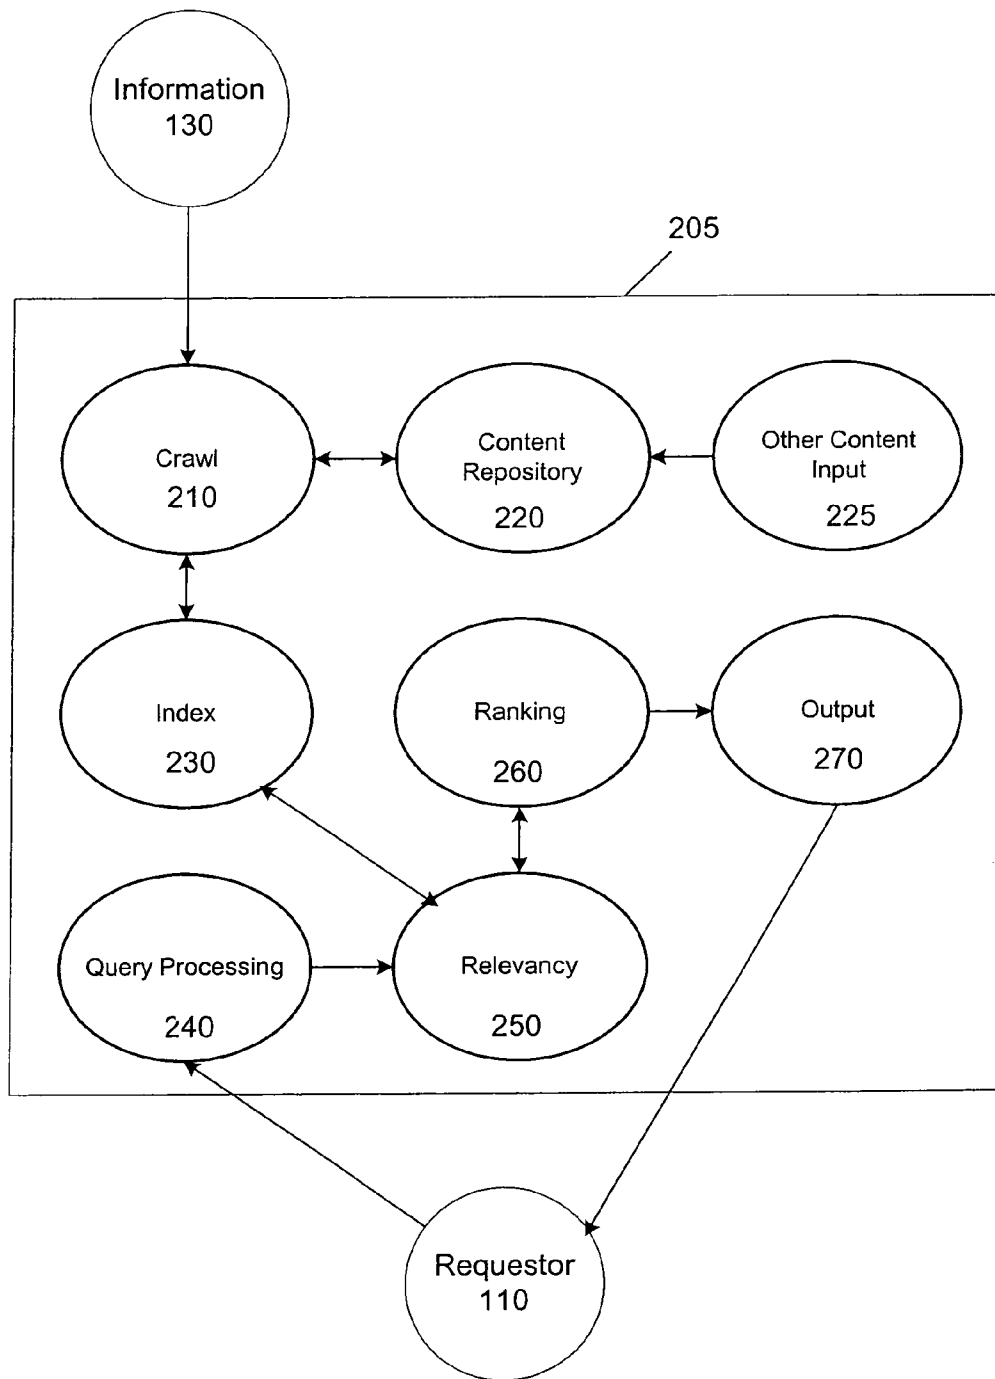 Information
130
205
Crawl
210
Content
Repository
220
Other Content
Input
225
Index
230
Ranking
260
Output
270
Query Processing
240
Relevancy
250
Requestor
110